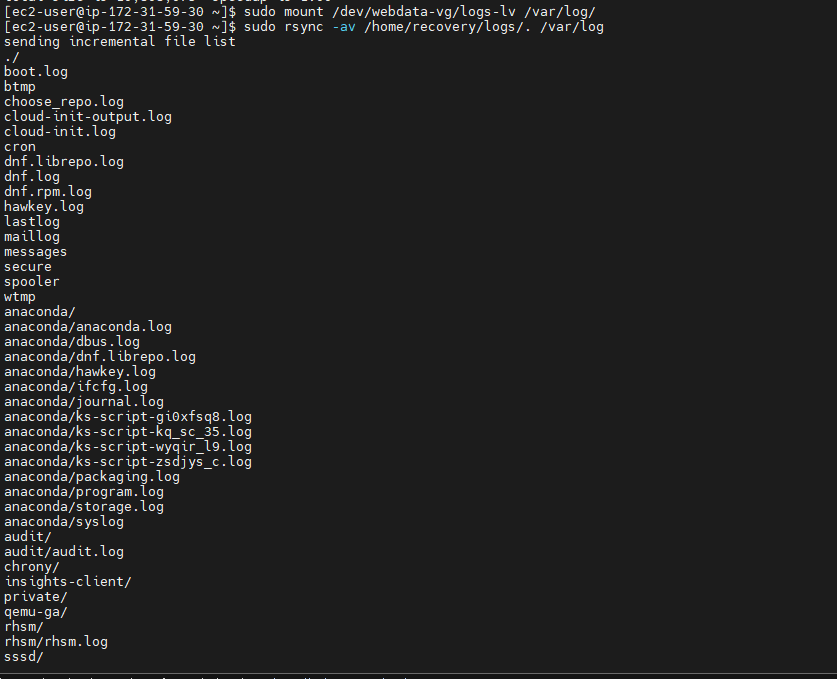 [ec2-user@ip-172-31-59-30 ~]$ sudo mount /dev/webdata-vg/logs-lv /var/log/
[ec2-user@ip-172-31-59-30 ~]$ sudo rsync -av /home/recovery/logs/. /var/log
sending incremental file list
./
boot.log
btmp
choose_repo.log
cloud-init-output.log
cloud-init.log
cron
dnf.librepo.log
dnf.log
dnf.rpm.log
hawkey.log
lastlog
maillog
messages
secure
spooler
wtmp
anaconda/
anaconda/anaconda.log
anaconda/dbus.log
anaconda/dnf.librepo.log
anaconda/hawkey.log
anaconda/ifcfg.log
anaconda/journal.log
anaconda/ks-script-gi0xfsq8.log
anaconda/ks-script-kq_sc_35.log
anaconda/ks-script-wyqir_l9.log
anaconda/ks-script-zsdjys_c.log
anaconda/packaging.log
anaconda/program.log
anaconda/storage.log
anaconda/syslog
audit/
audit/audit.log
chrony/
insights-client/
private/
qemu-ga/
rhsm/
rhsm/rhsm.log
sssd/